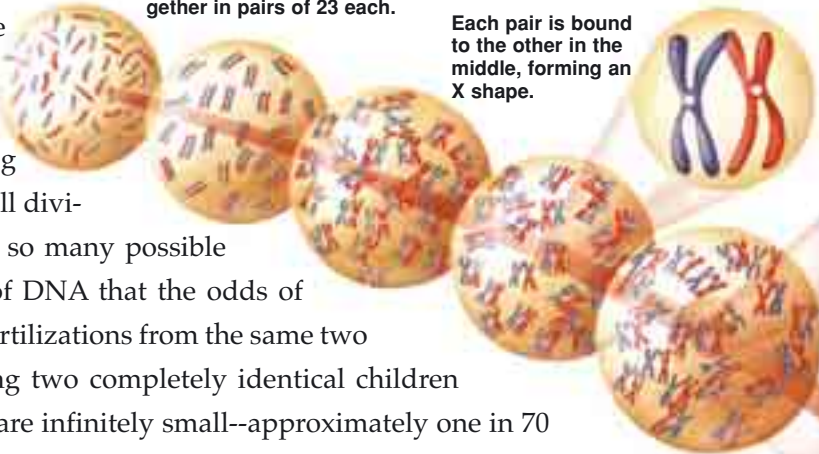 gether in pairs of 23 each.
Each pair is bound
to the other in the
middle, forming an
X shape.
e
g
ll divi-
so many possible
of DNA that the odds of
rtilizations from the same two
ng two completely identical children
are infinitely small--approximately one in 70